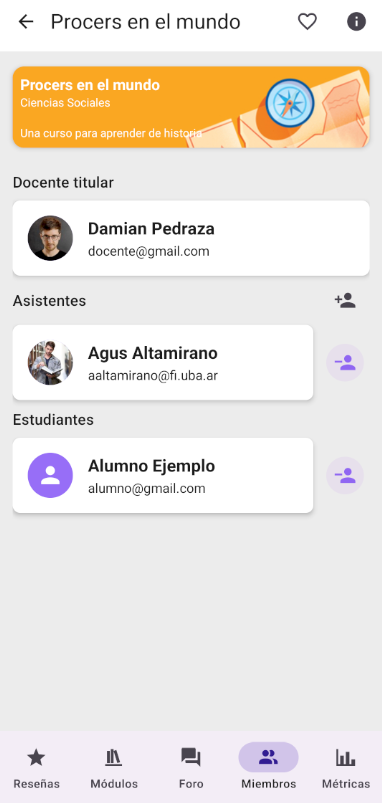 Procers en el mundo
Procers en el mundo
Ciencias Sociales
Una curso para aprender de historia
Docente titular
Damian Pedraza
docente@gmail.com
Asistentes
Agus Altamirano
aaltamirano@fi.uba.ar
Estudiantes
Alumno Ejemplo
alumno@gmail.com
Reseñas
Módulos
Foro
Miembros
Métricas